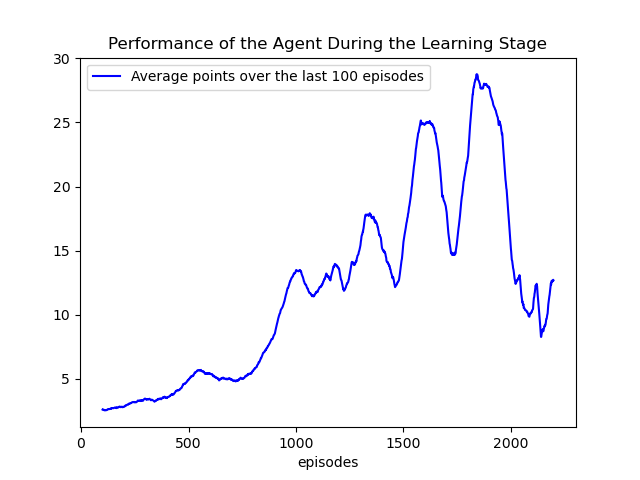 Performance of the Agent During the Learning Stage
Average points over the last 100 episodes
30
25
20
15
10
5
0 500 1000 1500 2000
episodes